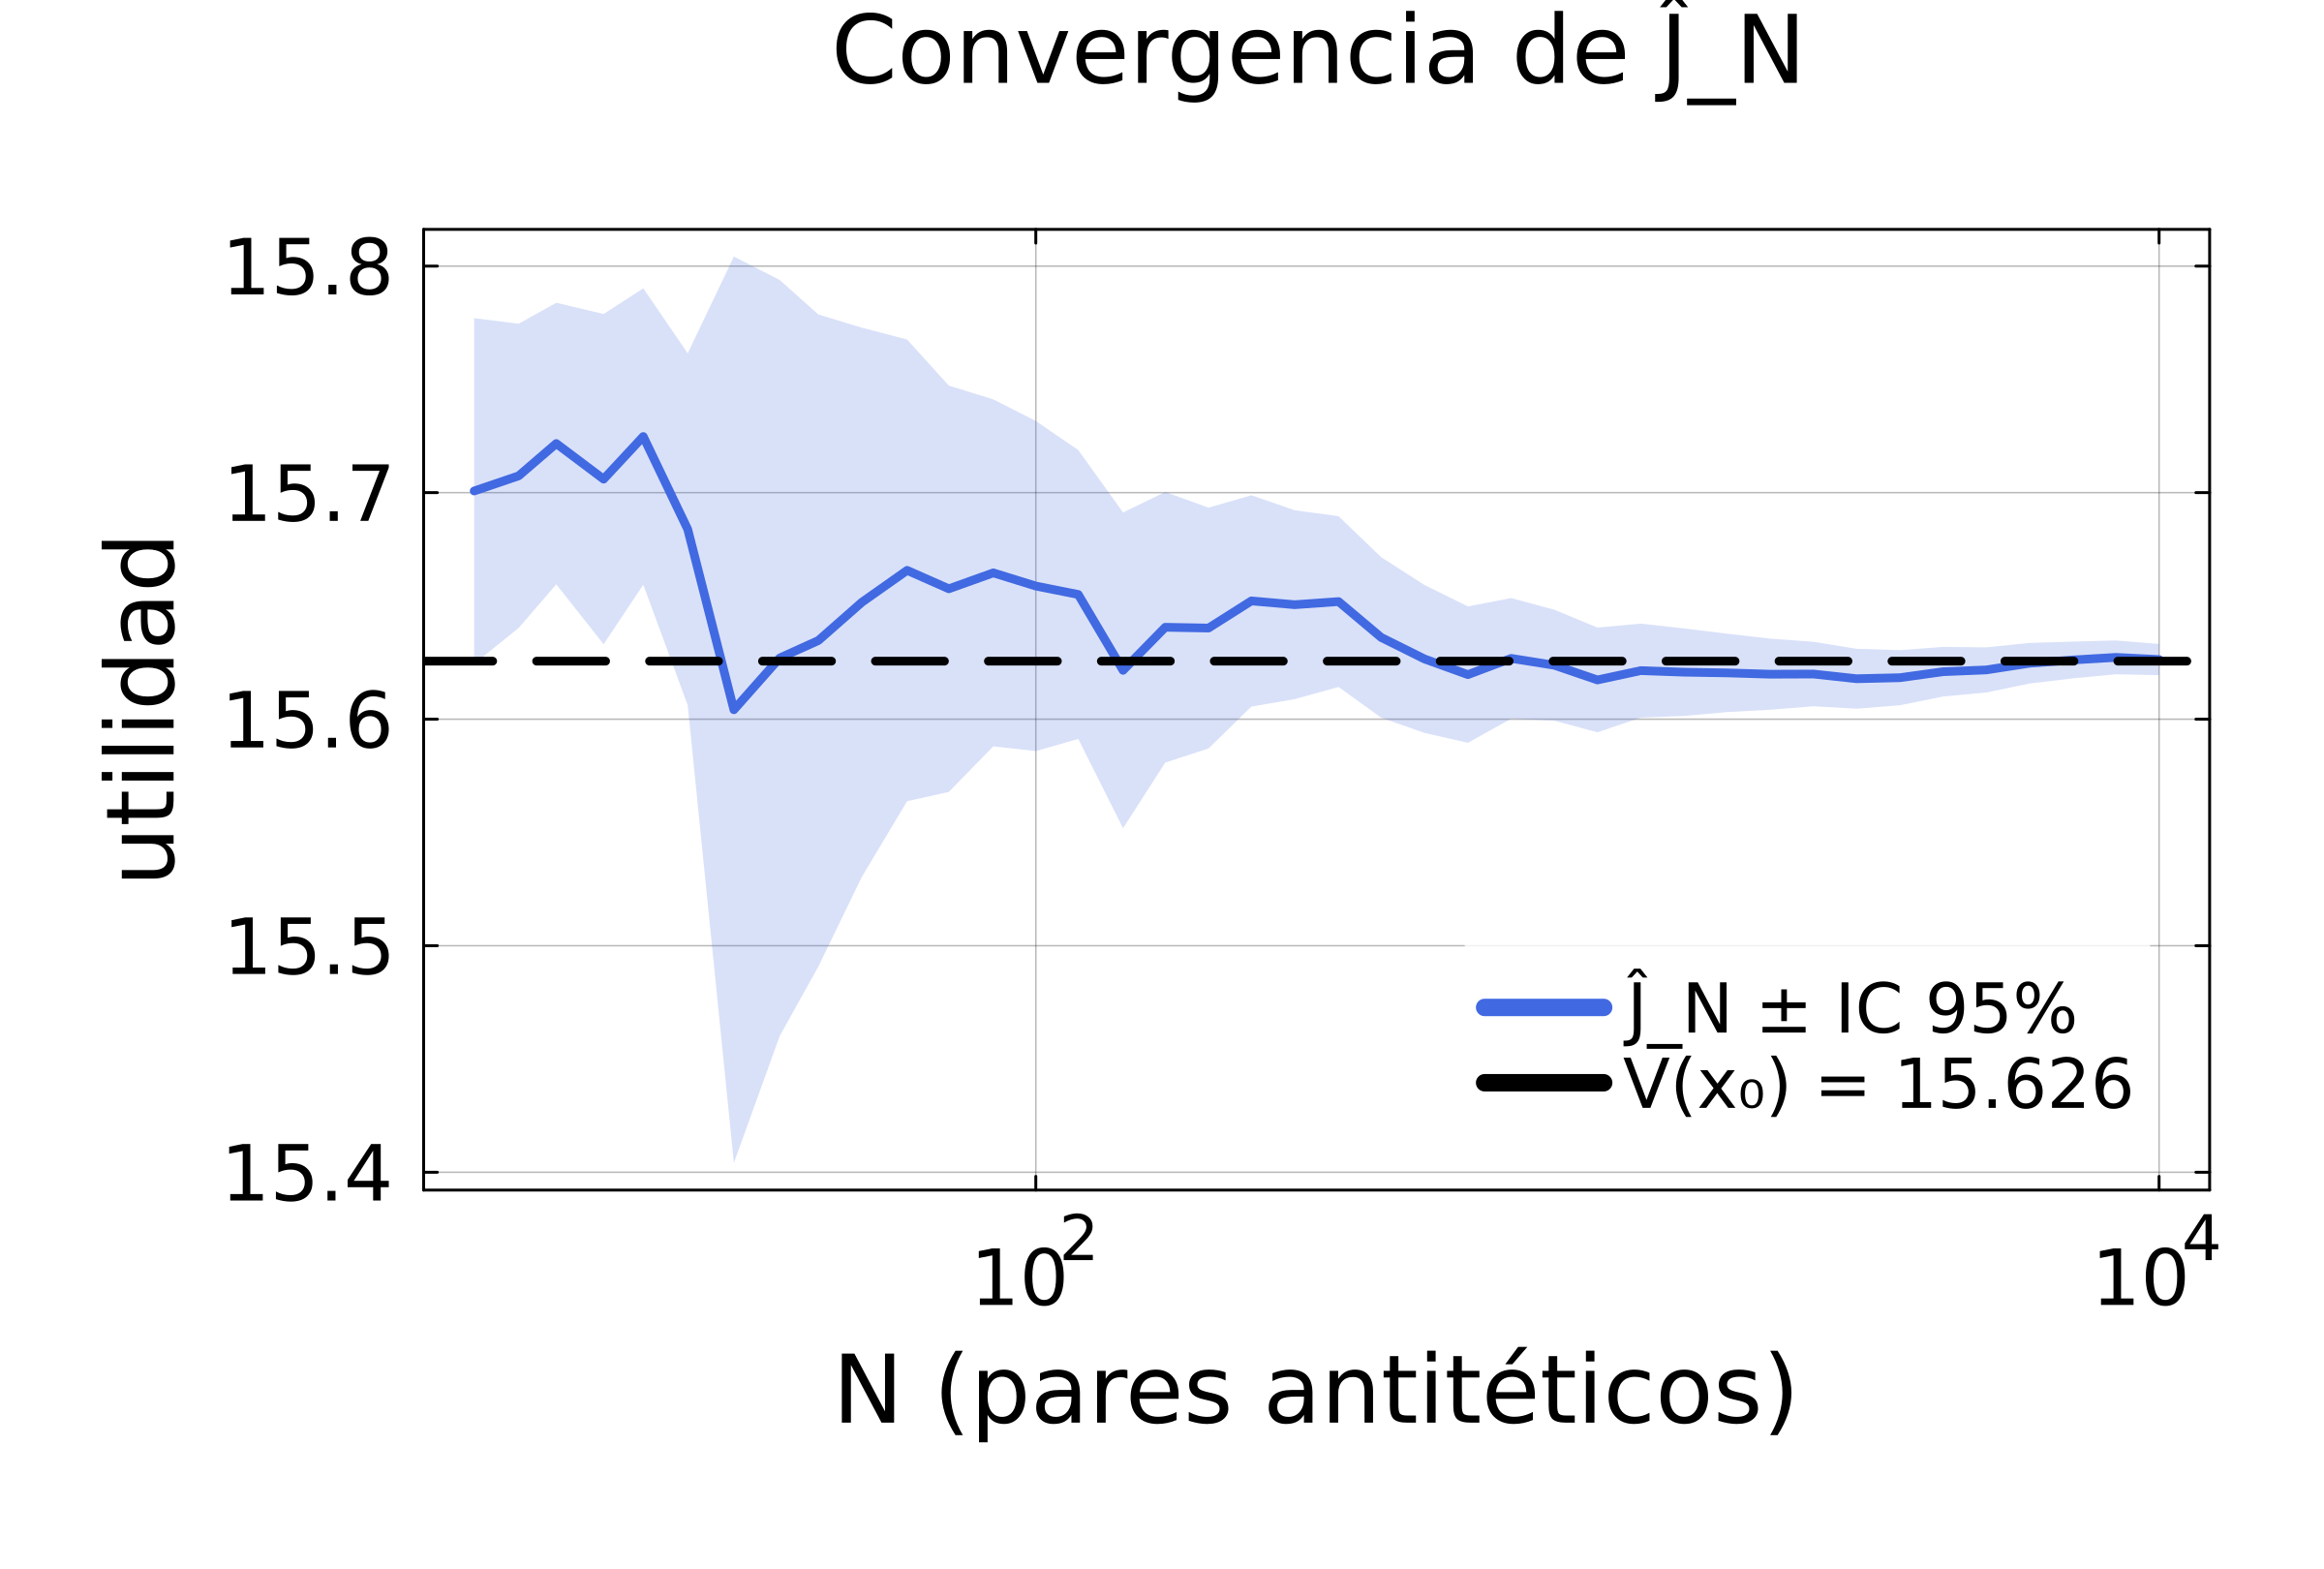 Convergencia de Ĵ_N
utilidad
15.8
15.7
15.6
15.5
15.4
Ĵ_N ± IC 95%
V(x₀) = 15.626
10² 10⁴
N (pares antitéticos)